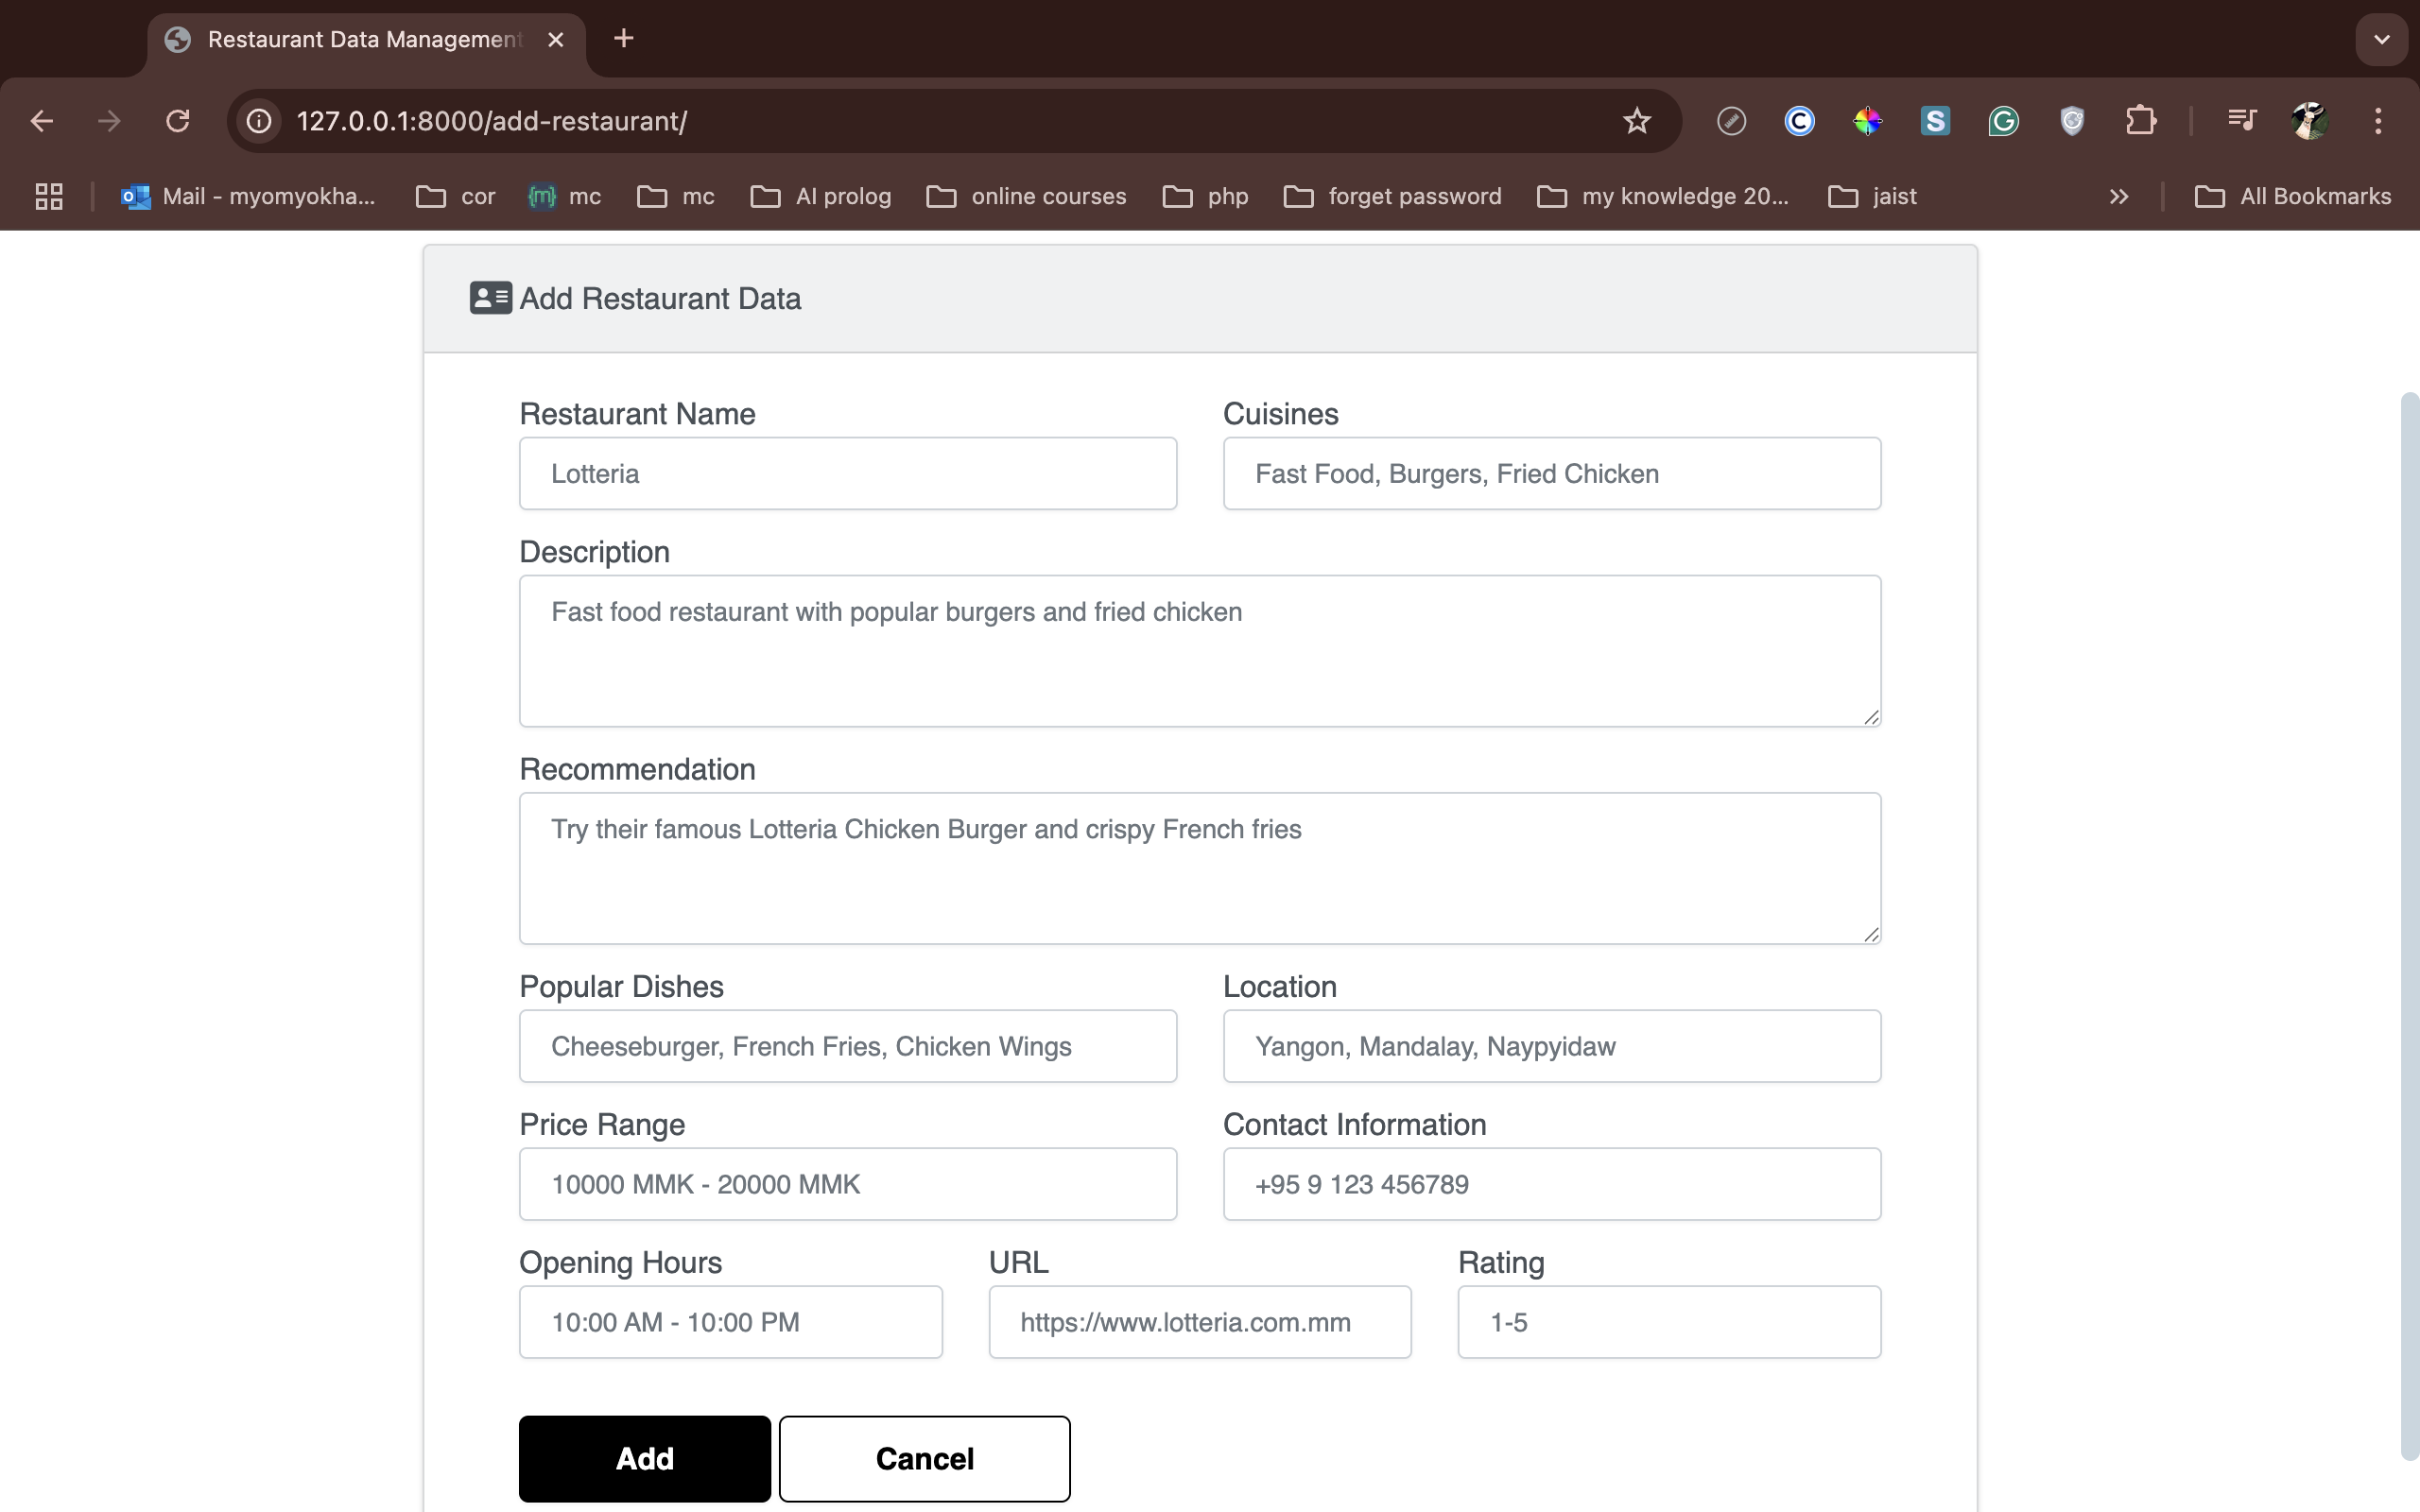 Restaurant Data Management
127.0.0.1:8000/add-restaurant/
Mail - myomyokha... cor mc mc AI prolog online courses php forget password my knowledge 20... jaist All Bookmarks
Add Restaurant Data
Restaurant Name Cuisines
Lotteria Fast Food, Burgers, Fried Chicken
Description
Fast food restaurant with popular burgers and fried chicken
Recommendation
Try their famous Lotteria Chicken Burger and crispy French fries
Popular Dishes Location
Cheeseburger, French Fries, Chicken Wings Yangon, Mandalay, Naypyidaw
Price Range Contact Information
10000 MMK - 20000 MMK +95 9 123 456789
Opening Hours URL Rating
10:00 AM - 10:00 PM https://www.lotteria.com.mm 1-5
Add Cancel